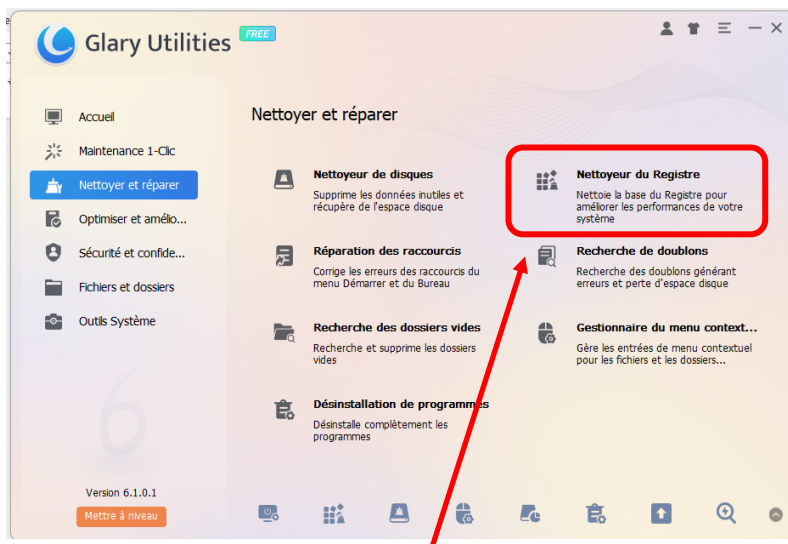 Glary Utilities FREE
Accueil
Maintenance 1-Clic
Nettoyer et réparer
Optimiser et amélio...
Sécurité et confide...
Fichiers et dossiers
Outils Système
Version 6.1.0.1
Mettre à niveau
Nettoyer et réparer
Nettoyeur de disques
Supprime les données inutiles et
récupère de l'espace disque
Nettoyeur du Registre
Nettoie la base du Registre pour
améliorer les performances de votre
système
Réparation des raccourcis
Corrige les erreurs des raccourcis du
menu Démarrer et du Bureau
Recherche de doublons
Recherche des doublons générant
erreurs et perte d'espace disque
Recherche des dossiers vides
Recherche et supprime les dossiers
vides
Gestionnaire du menu context...
Gère les entrées de menu contextuel
pour les fichiers et les dossiers...
Désinstallation de programmes
Désinstalle complètement les
programmes